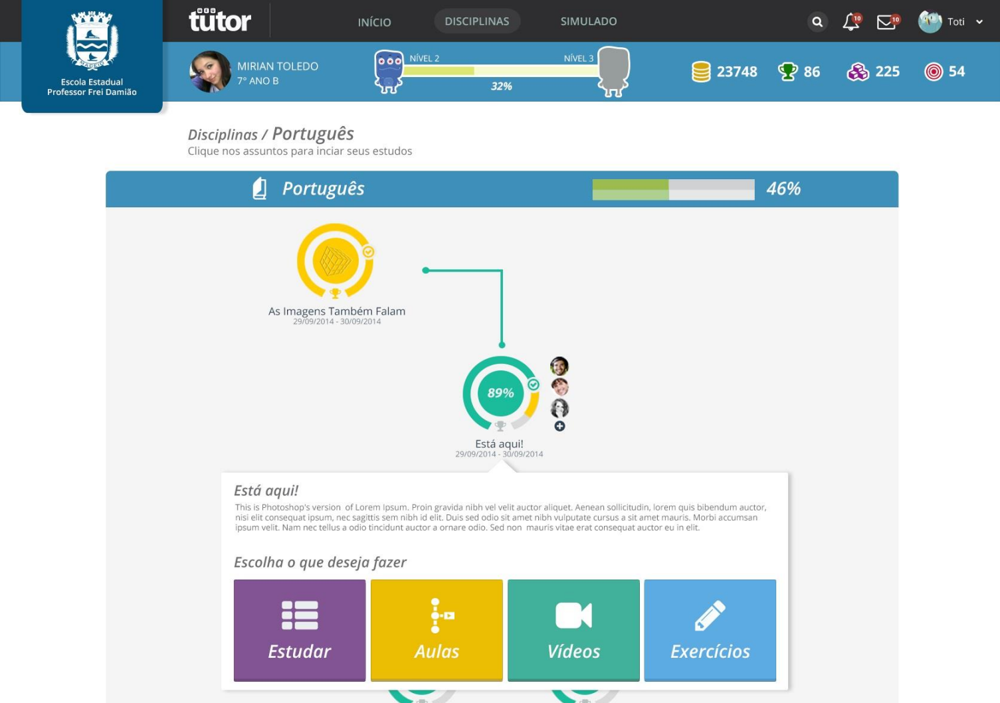 MEU
tutor
INÍCIO
DISCIPLINAS
SIMULADO
10
10
Toti
MACEIÓ
Escola Estadual
Professor Frei Damião
MIRIAN TOLEDO
7° ANO B
NÍVEL 2
NÍVEL 3
32%
23748
86
225
54
Disciplinas / Português
Clique nos assuntos para inciar seus estudos
Português
46%
As Imagens Também Falam
29/09/2014 - 30/09/2014
89%
Está aqui!
29/09/2014 - 30/09/2014
Está aqui!
This is Photoshop's version of Lorem Ipsum. Proin gravida nibh vel velit auctor aliquet. Aenean sollicitudin, lorem quis bibendum auctor,
nisi elit consequat ipsum, nec sagittis sem nibh id elit. Duis sed odio sit amet nibh vulputate cursus a sit amet mauris. Morbi accumsan
ipsum velit. Nam nec tellus a odio tincidunt auctor a ornare odio. Sed non mauris vitae erat consequat auctor eu in elit.
Escolha o que deseja fazer
Estudar
Aulas
Vídeos
Exercícios